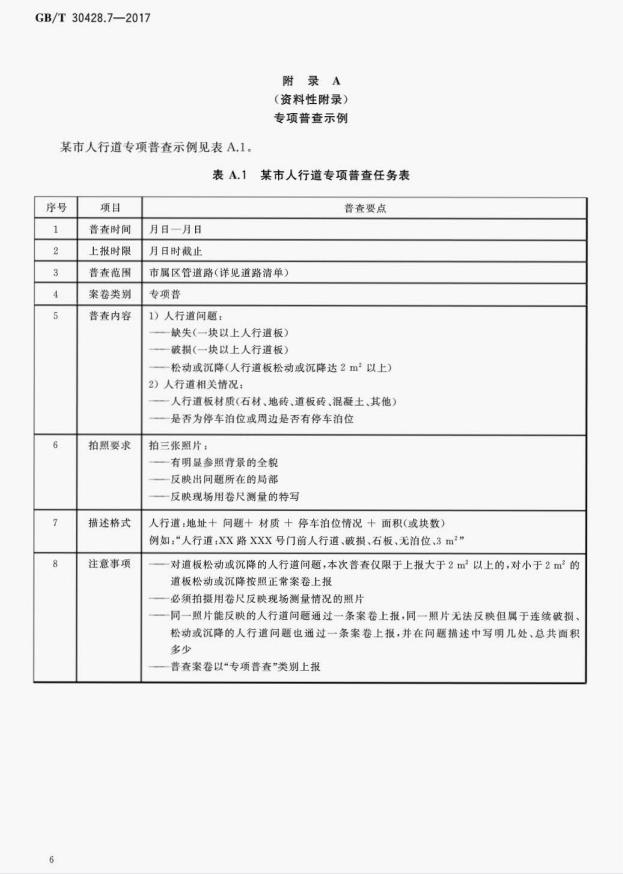 GB/T 30428.7—2017
附 录 A
(资料性附录)
专项普查示例
某市人行道专项普查示例见表 A.1。
表 A.1 某市人行道专项普查任务表
序号 项目 普查要点
1 普查时间 月日—月日
2 上报时限 月日时截止
3 普查范围 市属区管道路(详见道路清单)
4 案卷类别 专项普
5 普查内容 1) 人行道问题:
——缺失(一块以上人行道板)
——破损(一块以上人行道板)
——松动或沉降(人行道板松动或沉降达 2 m² 以上)
2) 人行道相关情况:
——人行道板材质(石材、地砖、道板砖、混凝土、其他)
——是否为停车泊位或周边是否有停车泊位
6 拍照要求 拍三张照片:
——有明显参照背景的全貌
——反映出问题所在的局部
——反映现场用卷尺测量的特写
7 描述格式 人行道:地址+ 问题+ 材质 + 停车泊位情况 + 面积(或块数)
例如:“人行道:XX 路 XXX 号门前人行道、破损、石板、无泊位、3 m²”
8 注意事项 ——对道板松动或沉降的人行道问题,本次普查仅限于上报大于 2 m² 以上的,对小于 2 m² 的
道板松动或沉降按照正常案卷上报
——必须拍摄用卷尺反映现场测量情况的照片
——同一照片能反映的人行道问题通过一条案卷上报,同一照片无法反映但属于连续破损、
松动或沉降的人行道问题也通过一条案卷上报,并在问题描述中写明几处、总共面积
多少
——普查案卷以“专项普查”类别上报
6